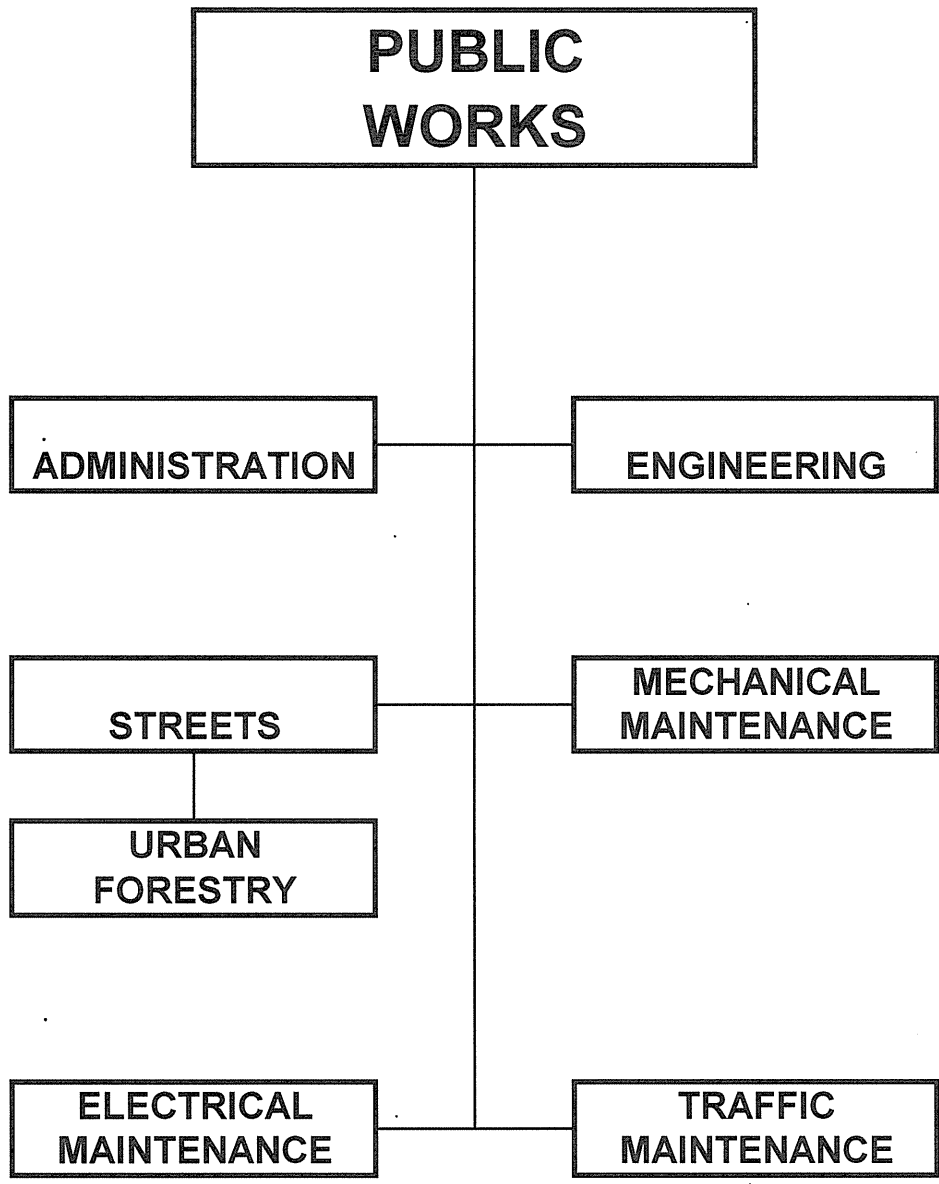 PUBLIC
WORKS
ADMINISTRATION
ENGINEERING
STREETS
MECHANICAL
MAINTENANCE
URBAN
FORESTRY
ELECTRICAL
MAINTENANCE
TRAFFIC
MAINTENANCE